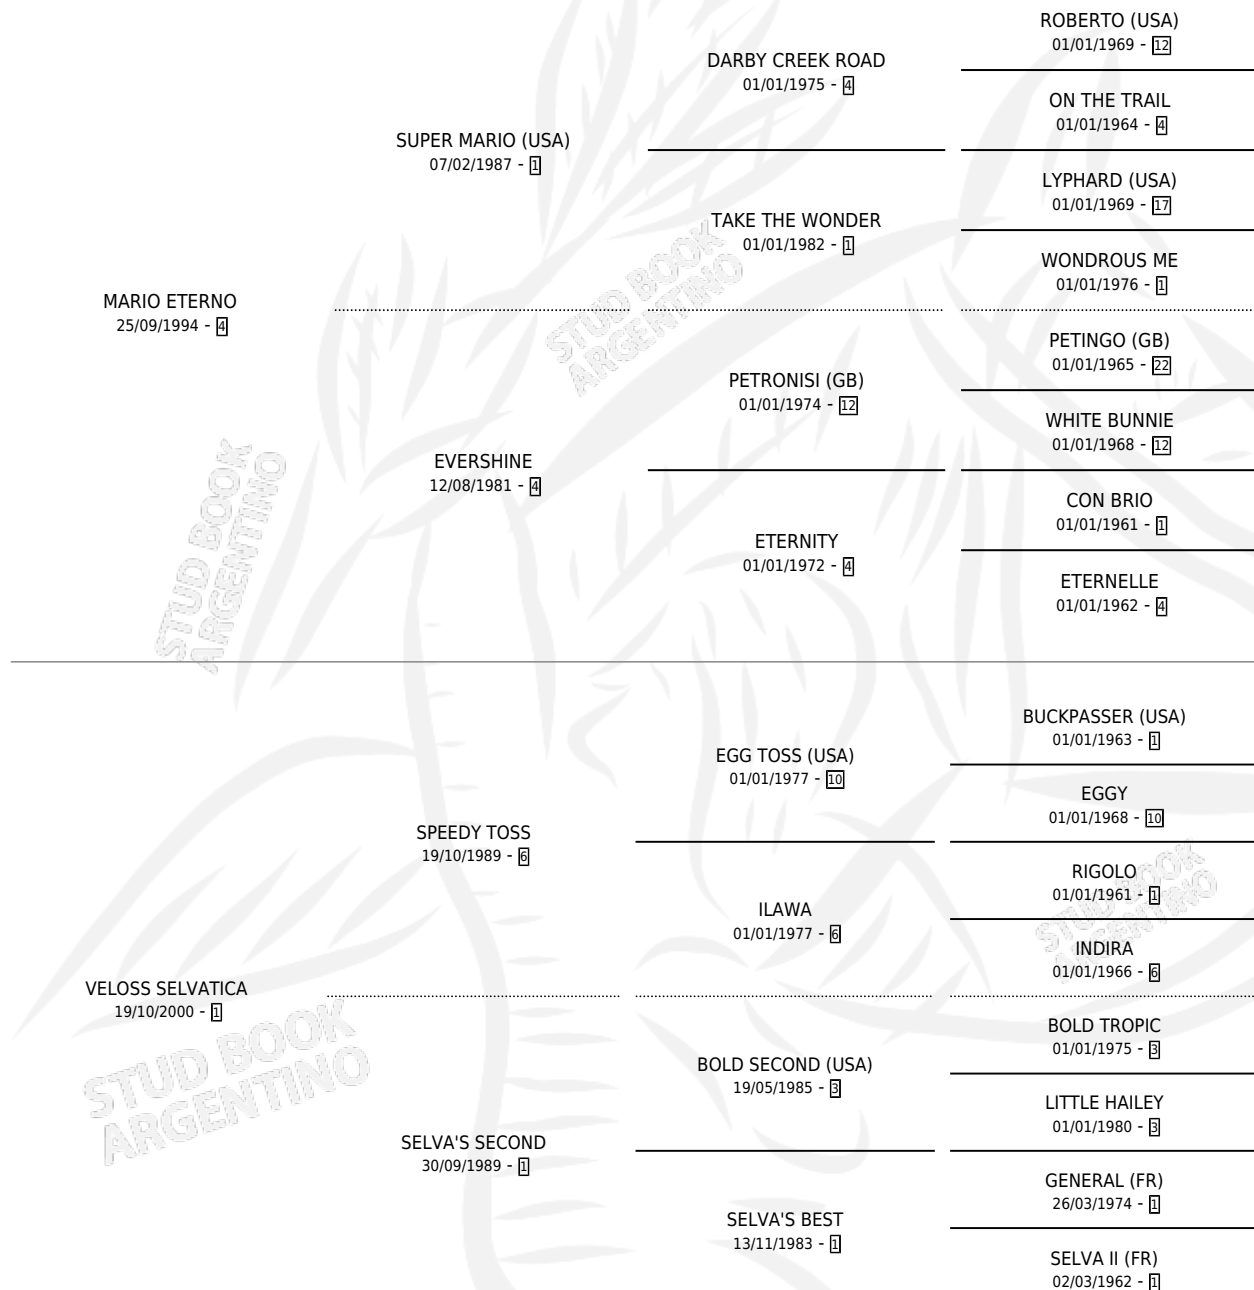 ROBERTO (USA)
01/01/1969 - 12
DARBY CREEK ROAD
01/01/1975 - 4
ON THE TRAIL
01/01/1964 - 4
SUPER MARIO (USA)
07/02/1987 - 1
LYPHARD (USA)
01/01/1969 - 17
TAKE THE WONDER
01/01/1982 - 1
WONDROUS ME
01/01/1976 - 1
MARIO ETERNO
25/09/1994 - 4
PETINGO (GB)
01/01/1965 - 22
PETRONISI (GB)
01/01/1974 - 12
WHITE BUNNIE
01/01/1968 - 12
EVERSHINE
12/08/1981 - 4
CON BRIO
01/01/1961 - 1
ETERNITY
01/01/1972 - 4
ETERNELLE
01/01/1962 - 4
BUCKPASSER (USA)
01/01/1963 - 1
EGG TOSS (USA)
01/01/1977 - 10
EGGY
01/01/1968 - 10
SPEEDY TOSS
19/10/1989 - 6
RIGOLO
01/01/1961 - 1
ILAWA
01/01/1977 - 6
INDIRA
01/01/1966 - 6
VELOSS SELVATICA
19/10/2000 - 1
BOLD TROPIC
01/01/1975 - 3
BOLD SECOND (USA)
19/05/1985 - 3
LITTLE HAILEY
01/01/1980 - 3
SELVA'S SECOND
30/09/1989 - 1
GENERAL (FR)
26/03/1974 - 1
SELVA'S BEST
13/11/1983 - 1
SELVA II (FR)
02/03/1962 - 1
STUD BOOK
ARGENTINO
STUD BOOK
ARGENTINO
STUD BOOK
ARGENTINO
STUD BOOK
ARGENTINO